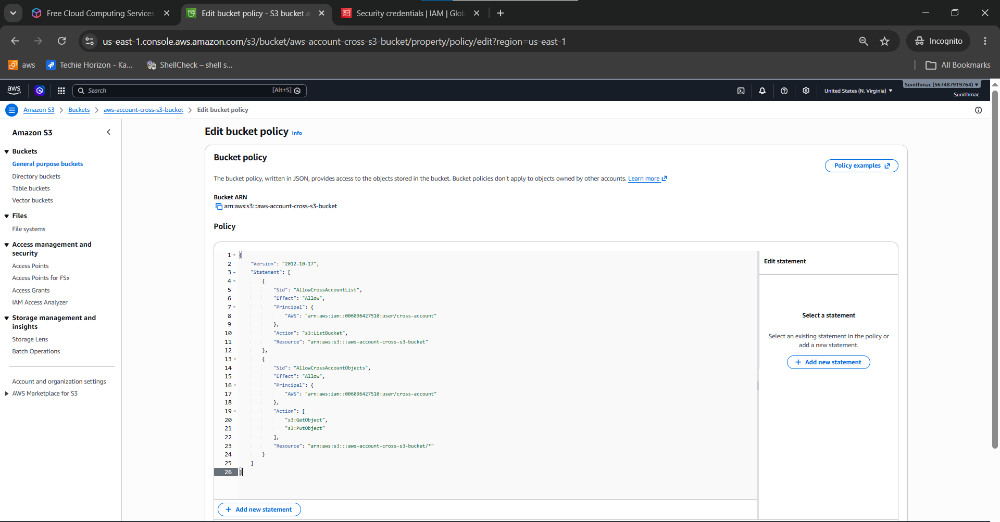 Free Cloud Computing Services
Edit bucket policy - S3 bucket a
Security credentials | IAM | Glob
us-east-1.console.aws.amazon.com/s3/bucket/aws-account-cross-s3-bucket/property/policy/edit?region=us-east-1
Incognito
aws
Techie Horizon - Ka...
ShellCheck – shell s...
All Bookmarks
aws
Search
[Alt+S]
United States (N. Virginia)
Sunithmac (567487919764)
Sunithmac
Amazon S3
Buckets
aws-account-cross-s3-bucket
Edit bucket policy
Amazon S3
Buckets
General purpose buckets
Directory buckets
Table buckets
Vector buckets
Files
File systems
Access management and
security
Access Points
Access Points for FSx
Access Grants
IAM Access Analyzer
Storage management and
insights
Storage Lens
Batch Operations
Account and organization settings
AWS Marketplace for S3
Edit bucket policy Info
Bucket policy
Policy examples
The bucket policy, written in JSON, provides access to the objects stored in the bucket. Bucket policies don't apply to objects owned by other accounts. Learn more
Bucket ARN
arn:aws:s3:::aws-account-cross-s3-bucket
Policy
1 {
2 "Version": "2012-10-17",
3 "Statement": [
4 {
5 "Sid": "AllowCrossAccountList",
6 "Effect": "Allow",
7 "Principal": {
8 "AWS": "arn:aws:iam::006096427510:user/cross-account"
9 },
10 "Action": "s3:ListBucket",
11 "Resource": "arn:aws:s3:::aws-account-cross-s3-bucket"
12 },
13 {
14 "Sid": "AllowCrossAccountObjects",
15 "Effect": "Allow",
16 "Principal": {
17 "AWS": "arn:aws:iam::006096427510:user/cross-account"
18 },
19 "Action": [
20 "s3:GetObject",
21 "s3:PutObject"
22 ],
23 "Resource": "arn:aws:s3:::aws-account-cross-s3-bucket/*"
24 }
25 ]
26 }
Add new statement
Edit statement
Select a statement
Select an existing statement in the policy or
add a new statement.
Add new statement